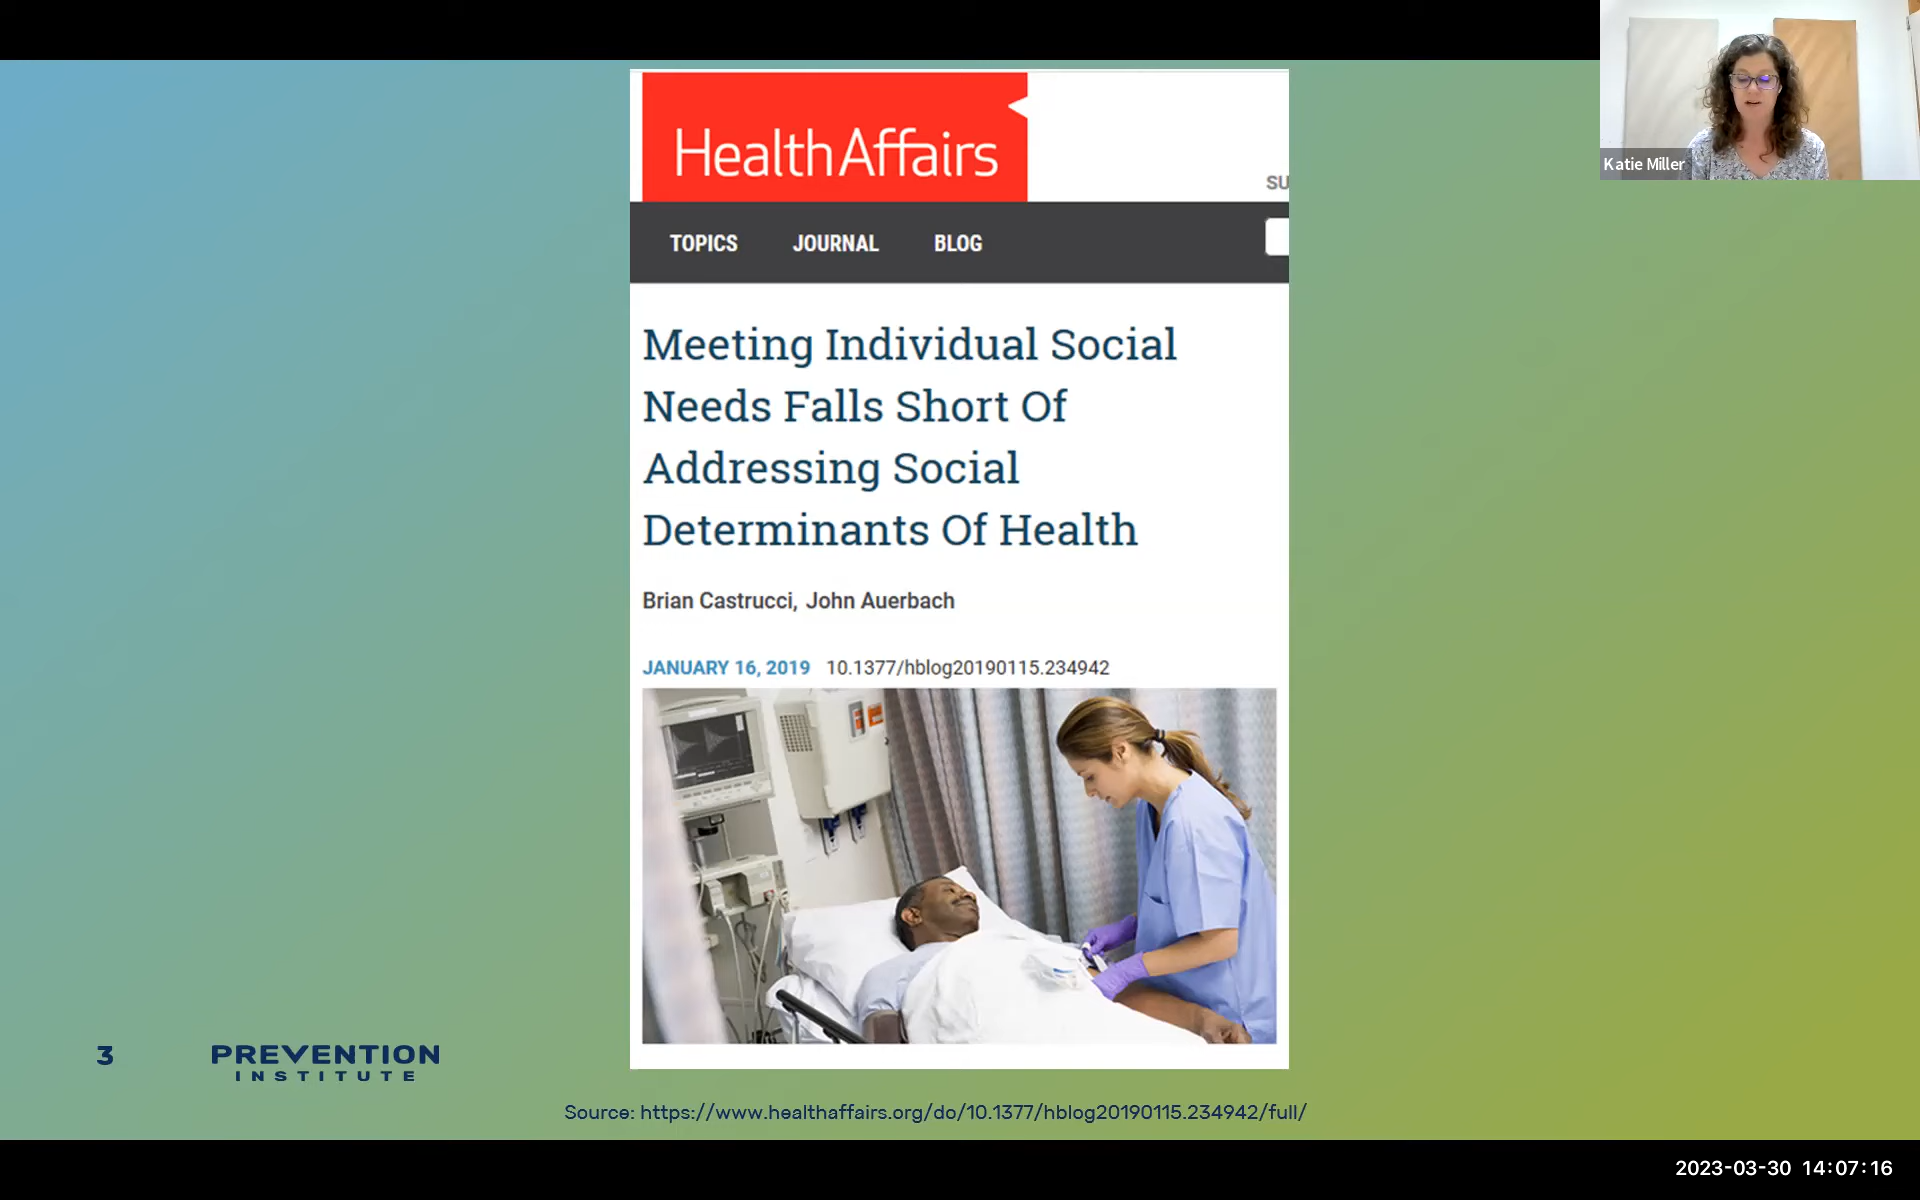 HealthAffairs
SU
TOPICS JOURNAL BLOG
Meeting Individual Social
Needs Falls Short Of
Addressing Social
Determinants Of Health
Brian Castrucci, John Auerbach
JANUARY 16, 2019 10.1377/hblog20190115.234942
Katie Miller
3
PREVENTION
INSTITUTE
Source: https://www.healthaffairs.org/do/10.1377/hblog20190115.234942/full/
2023-03-30 14:07:16